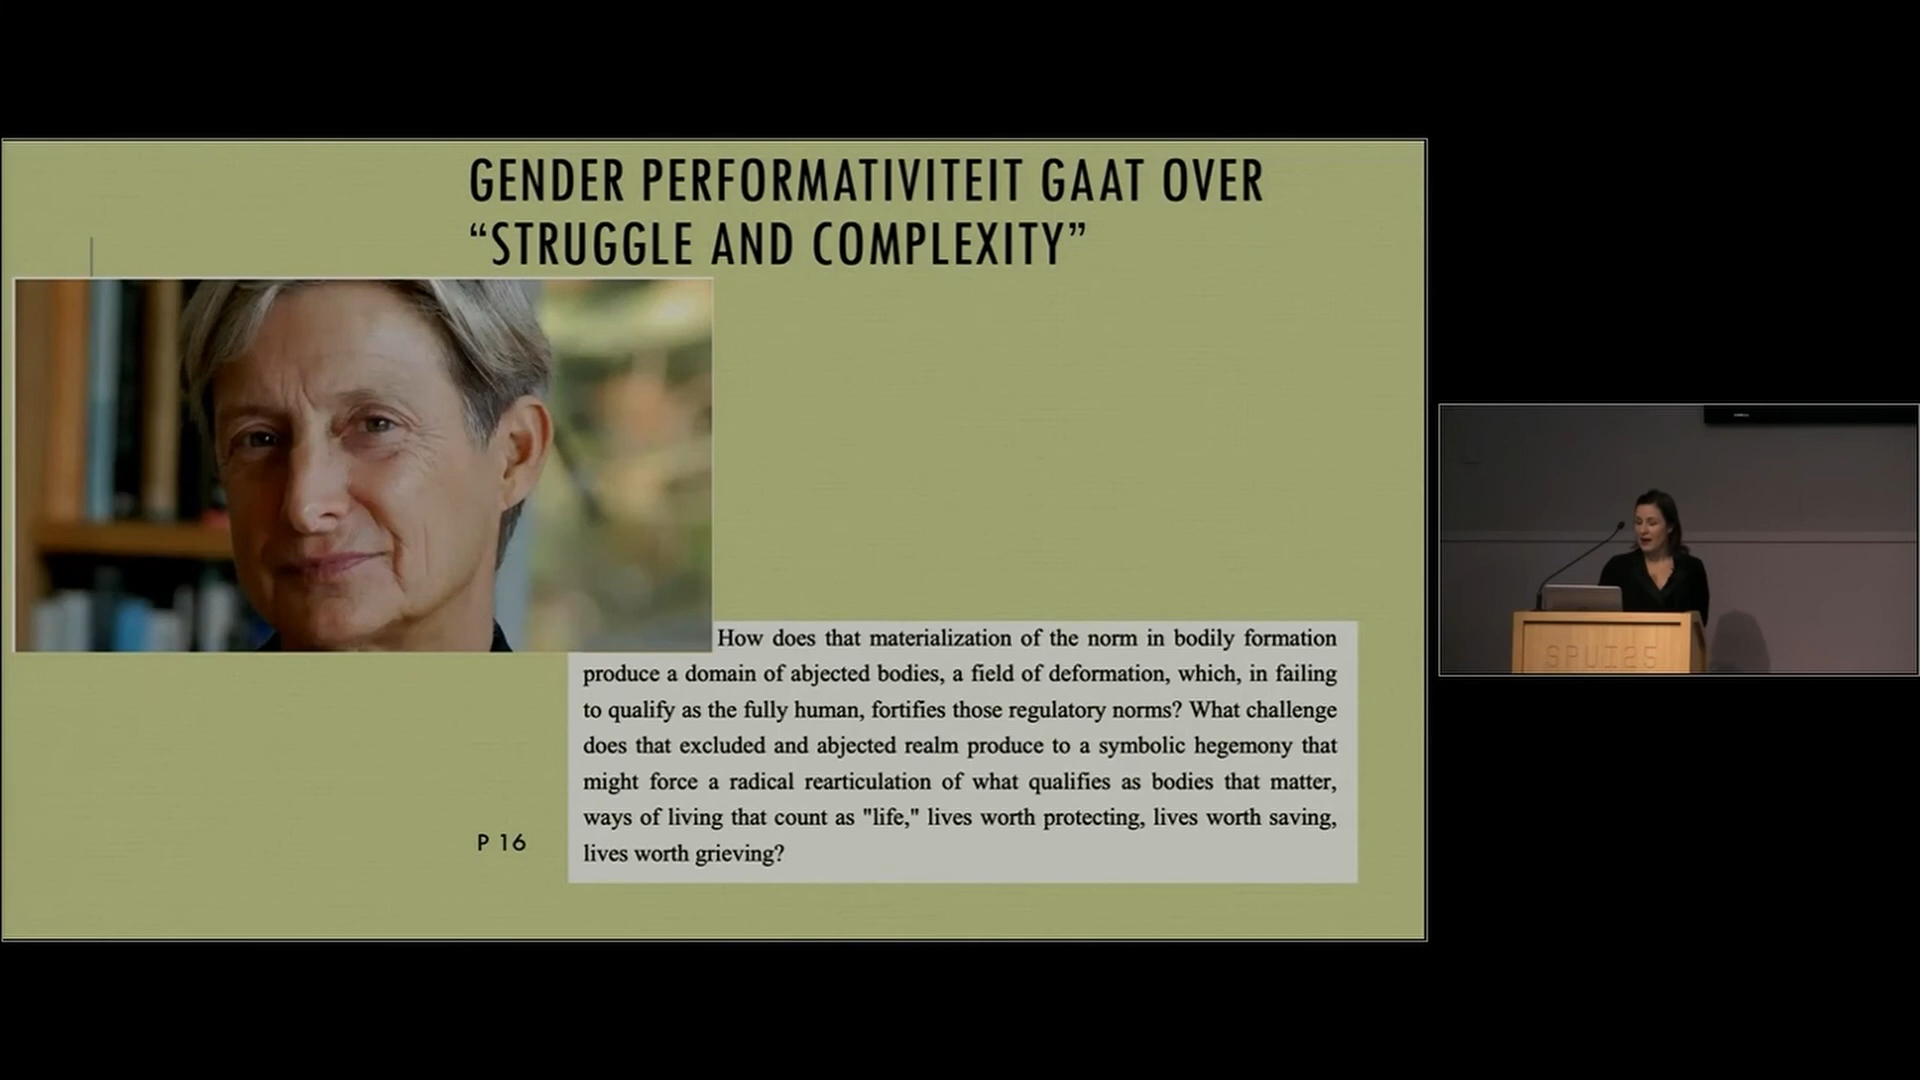 GENDER PERFORMATIVITEIT GAAT OVER
“STRUGGLE AND COMPLEXITY”
How does that materialization of the norm in bodily formation
produce a domain of abjected bodies, a field of deformation, which, in failing
to qualify as the fully human, fortifies those regulatory norms? What challenge
does that excluded and abjected realm produce to a symbolic hegemony that
might force a radical rearticulation of what qualifies as bodies that matter,
ways of living that count as "life," lives worth protecting, lives worth saving,
lives worth grieving?
P 16
SPUI25